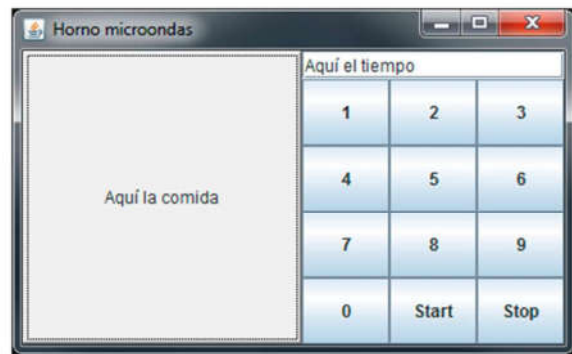 Horno microondas
Aquí la comida
Aquí el tiempo
1 2 3
4 5 6
7 8 9
0 Start Stop